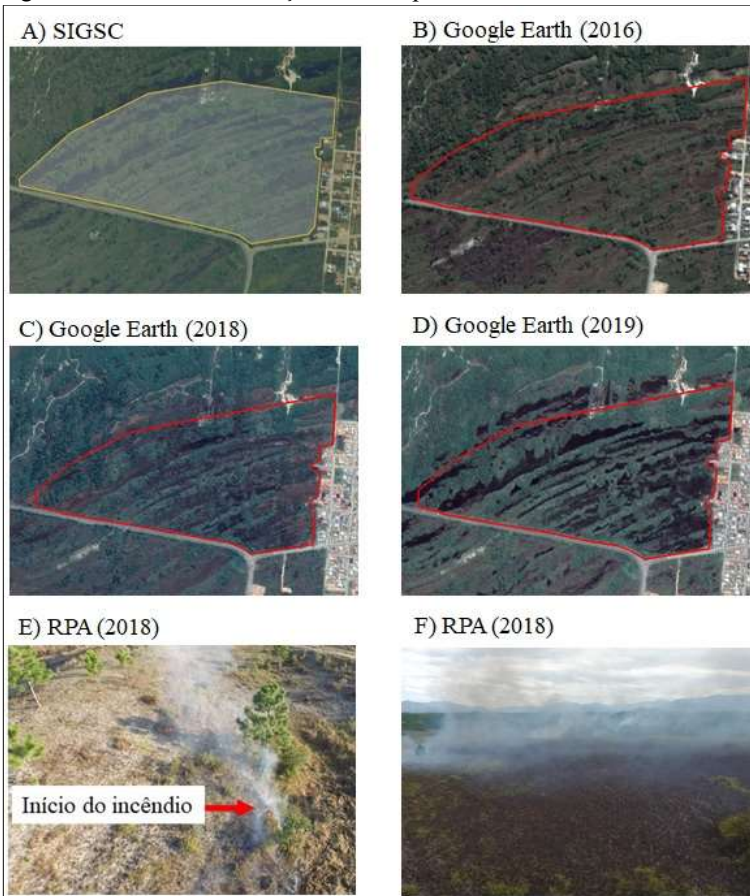 A) SIGSC
B) Google Earth (2016)
C) Google Earth (2018)
D) Google Earth (2019)
E) RPA (2018)
F) RPA (2018)
Início do incêndio